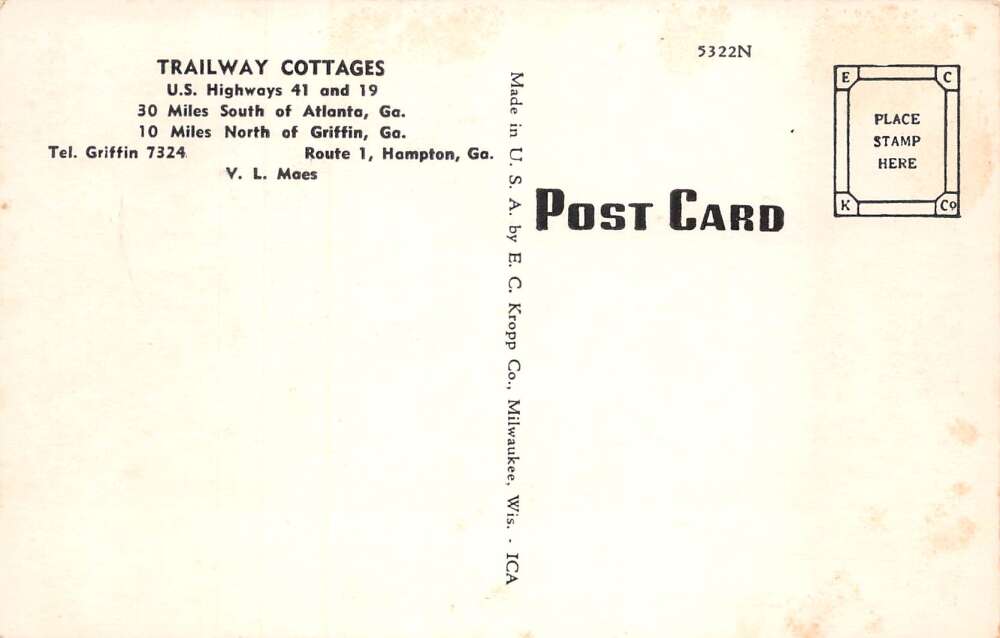 TRAILWAY COTTAGES
U.S. Highways 41 and 19
30 Miles South of Atlanta, Ga.
10 Miles North of Griffin, Ga.
Tel. Griffin 7324 Route 1, Hampton, Ga.
V. L. Maes
Made in U. S. A. by E. C. Kropp Co., Milwaukee, Wis. · ICA
5322N
POST CARD
E C
PLACE
STAMP
HERE
K Co